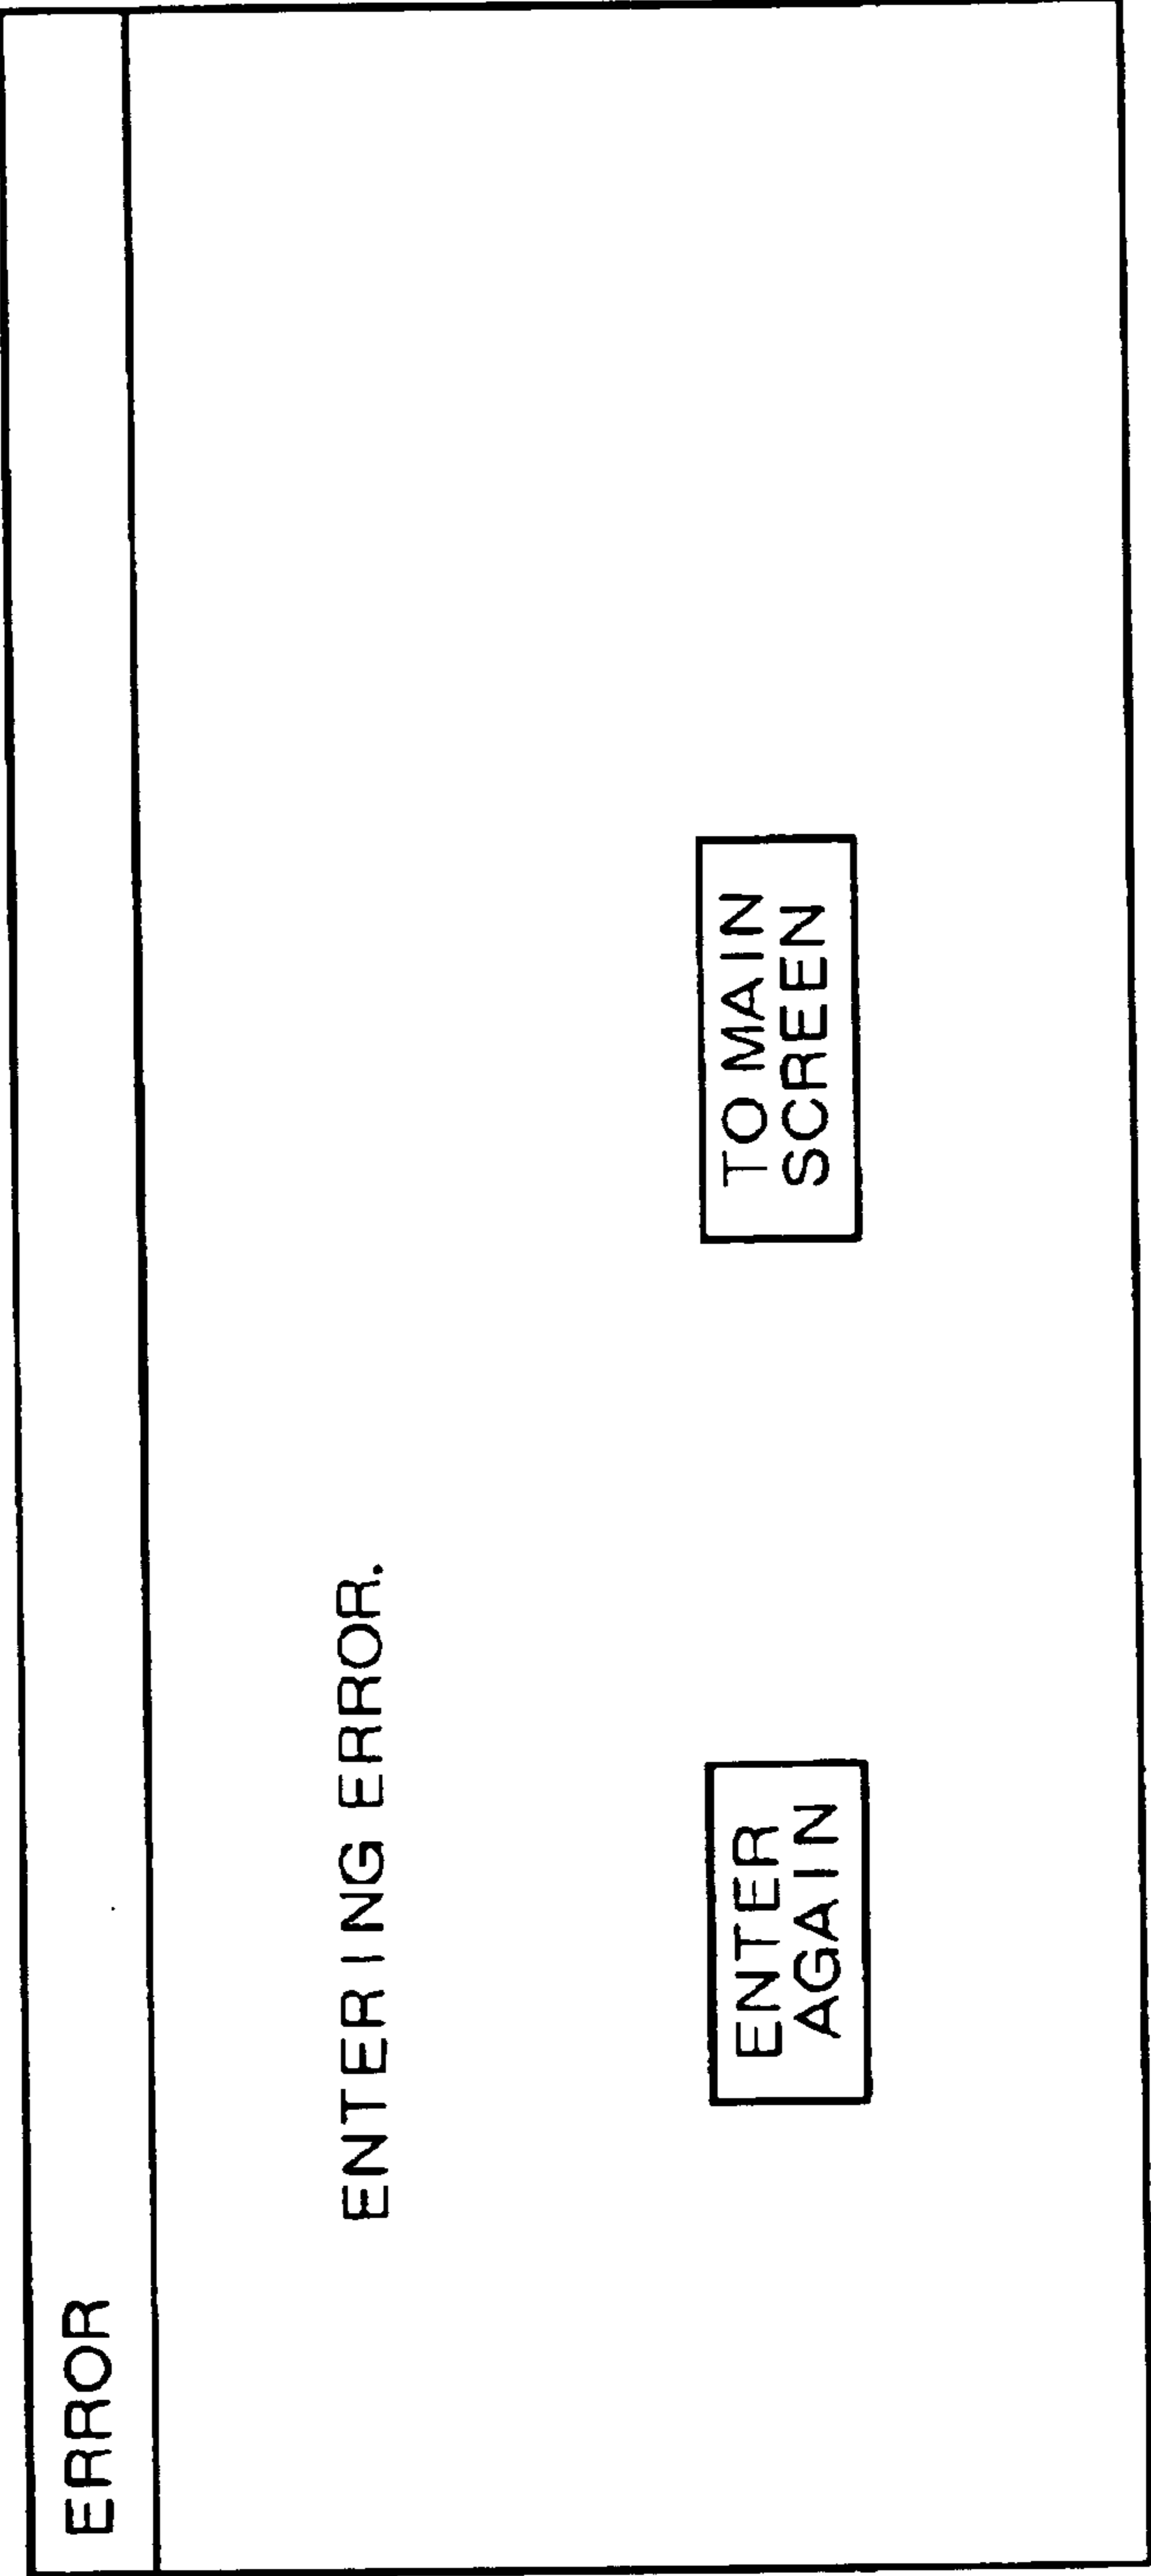 ERROR
ENTERING ERROR.
ENTER
AGAIN
TO MAIN
SCREEN